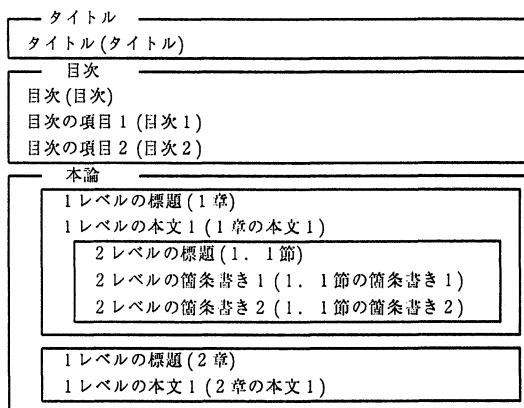 タイトル
タイトル(タイトル)
目次
目次(目次)
目次の項目1(目次1)
目次の項目2(目次2)
本論
1レベルの標題(1章)
1レベルの本文1(1章の本文1)
2レベルの標題(1.1節)
2レベルの箇条書き1(1.1節の箇条書き1)
2レベルの箇条書き2(1.1節の箇条書き2)
1レベルの標題(2章)
1レベルの本文1(2章の本文1)